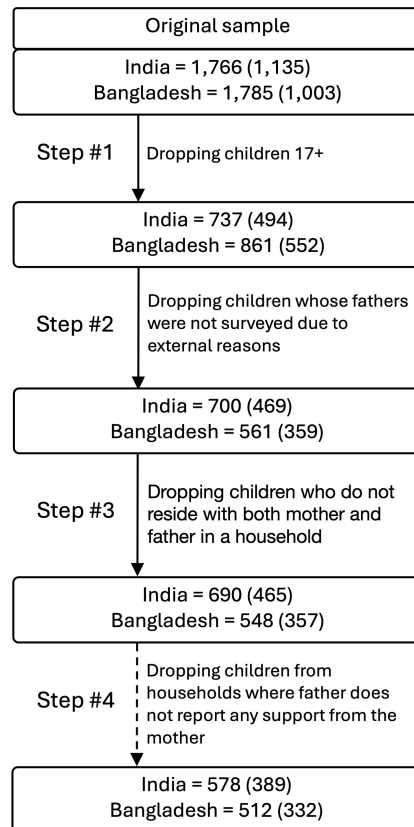 Original sample
India = 1,766 (1,135)
Bangladesh = 1,785 (1,003)
Step #1
Dropping children 17+
India = 737 (494)
Bangladesh = 861 (552)
Step #2
Dropping children whose fathers
were not surveyed due to
external reasons
India = 700 (469)
Bangladesh = 561 (359)
Step #3
Dropping children who do not
reside with both mother and
father in a household
India = 690 (465)
Bangladesh = 548 (357)
Step #4
Dropping children from
households where father does
not report any support from the
mother
India = 578 (389)
Bangladesh = 512 (332)